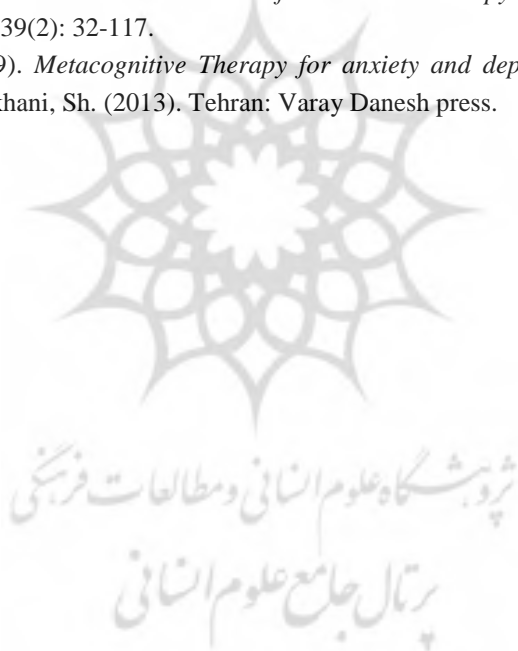 f                    py
39(2): 32-117.
9). Metacognitive Therapy for anxiety and dep
khani, Sh. (2013). Tehran: Varay Danesh press.
پژوهشگاه علوم انسانی و مطالعات فرهنگی
پرتال جامع علوم انسانی